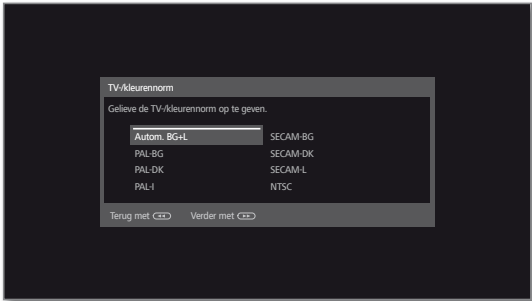 TV-/kleurennorm
Gelieve de TV-/kleurennorm op te geven.
Autom. BG+L
PAL-BG
PAL-DK
PAL-I
SECAM-BG
SECAM-DK
SECAM-L
NTSC
Terug met Verder met